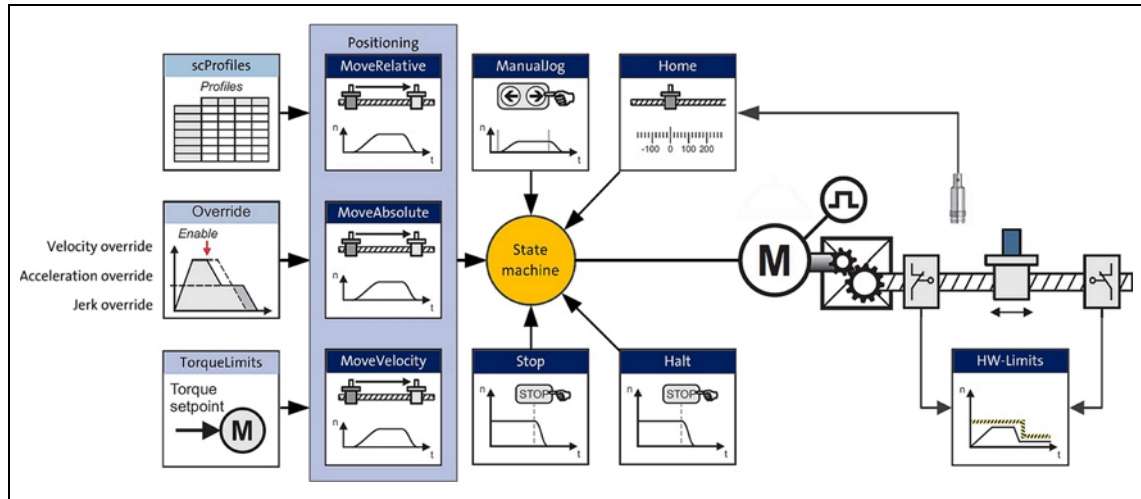 Positioning
scProfiles
Profiles
MoveRelative
n
t
ManualJog
n
t
Home
-100 0 100 200
Velocity override
Acceleration override
Jerk override
Override
Enable
MoveAbsolute
n
t
State
machine
M
TorqueLimits
Torque
setpoint
M
MoveVelocity
n
t
Stop
n
STOP
t
Halt
n
STOP
t
HW-Limits
n
t